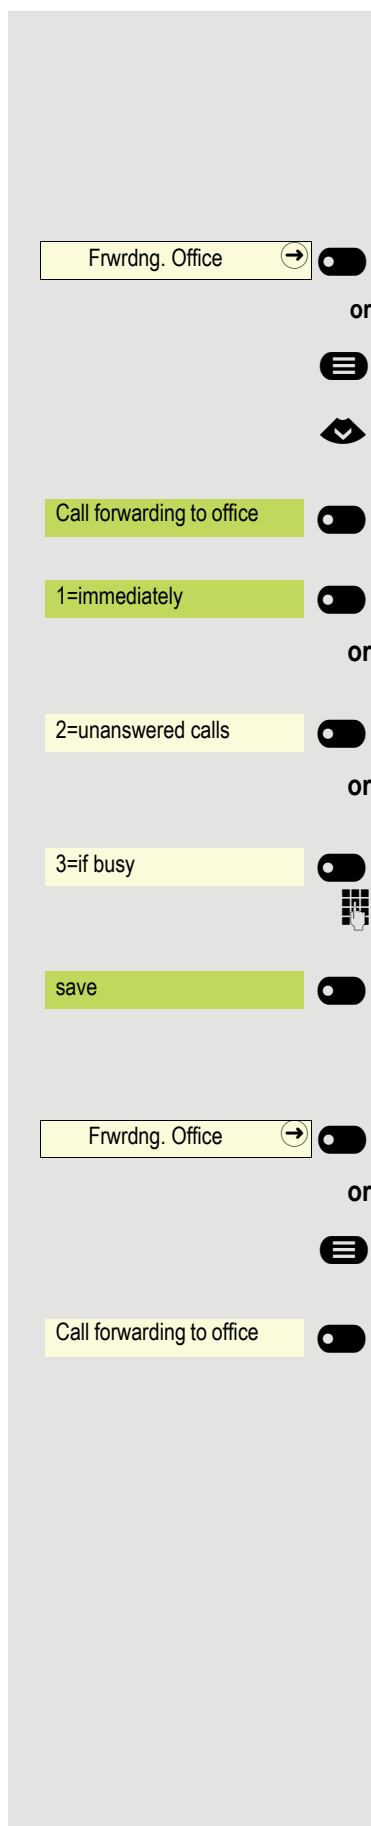 Frwrdng. Office
or
Call forwarding to office
1=immediately
or
2=unanswered calls
or
3=if busy
save
Frwrdng. Office
or
Call forwarding to office